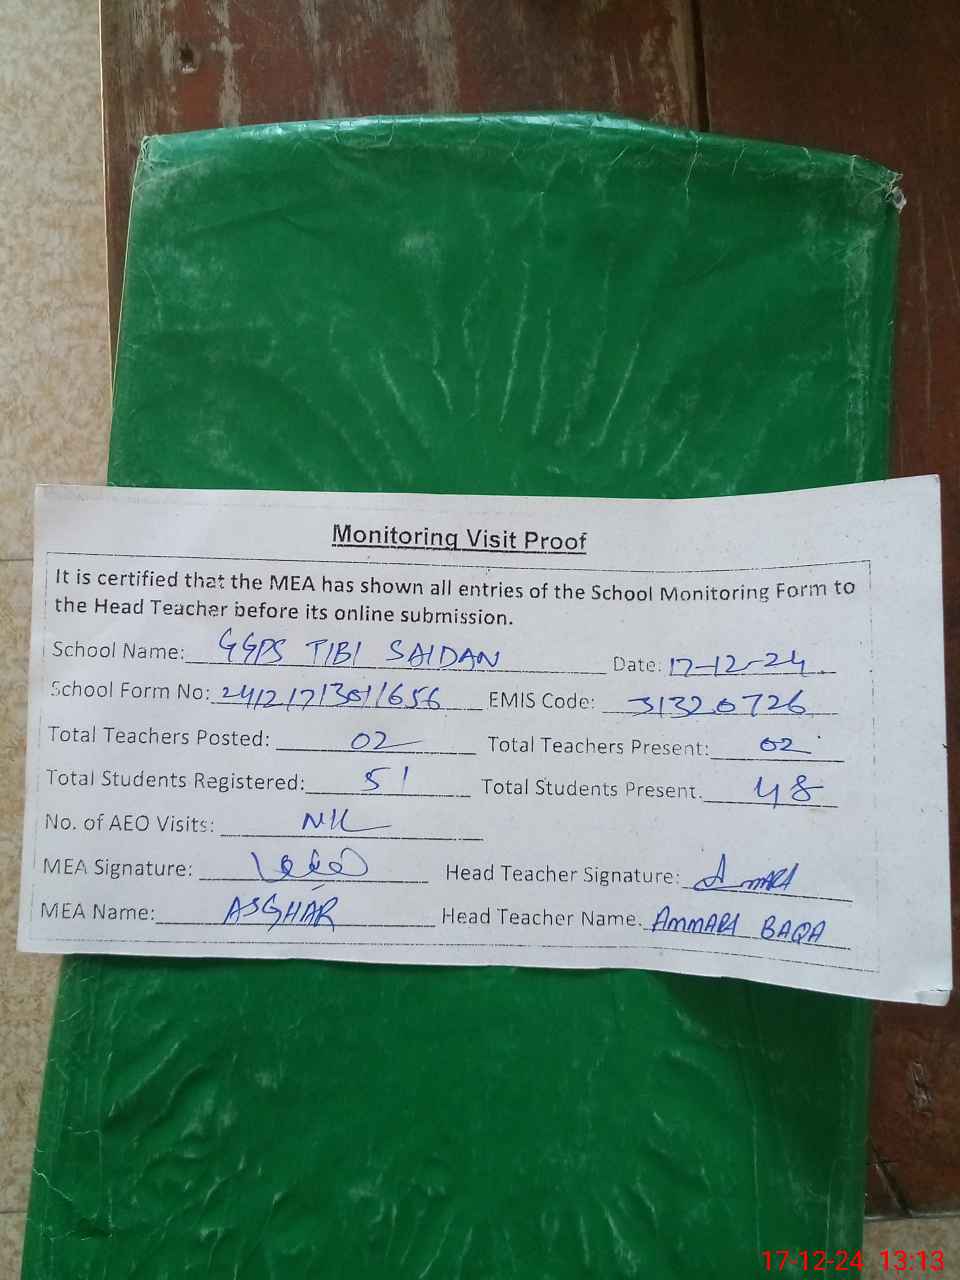 Monitoring Visit Proof
It is certified that the MEA has shown all entries of the School Monitoring Form to
the Head Teacher before its online submission.
School Name: GGPS TIBI SAIDAN Date: 17-12-24
School Form No: 241217/301/656 EMIS Code: 31320726
Total Teachers Posted: 02 Total Teachers Present: 02
Total Students Registered: 51 Total Students Present: 48
No. of AEO Visits: NIL
MEA Signature: Head Teacher Signature: Ammara
MEA Name: ASGHAR Head Teacher Name. AMMARA BAQA
17-12-24 13:13